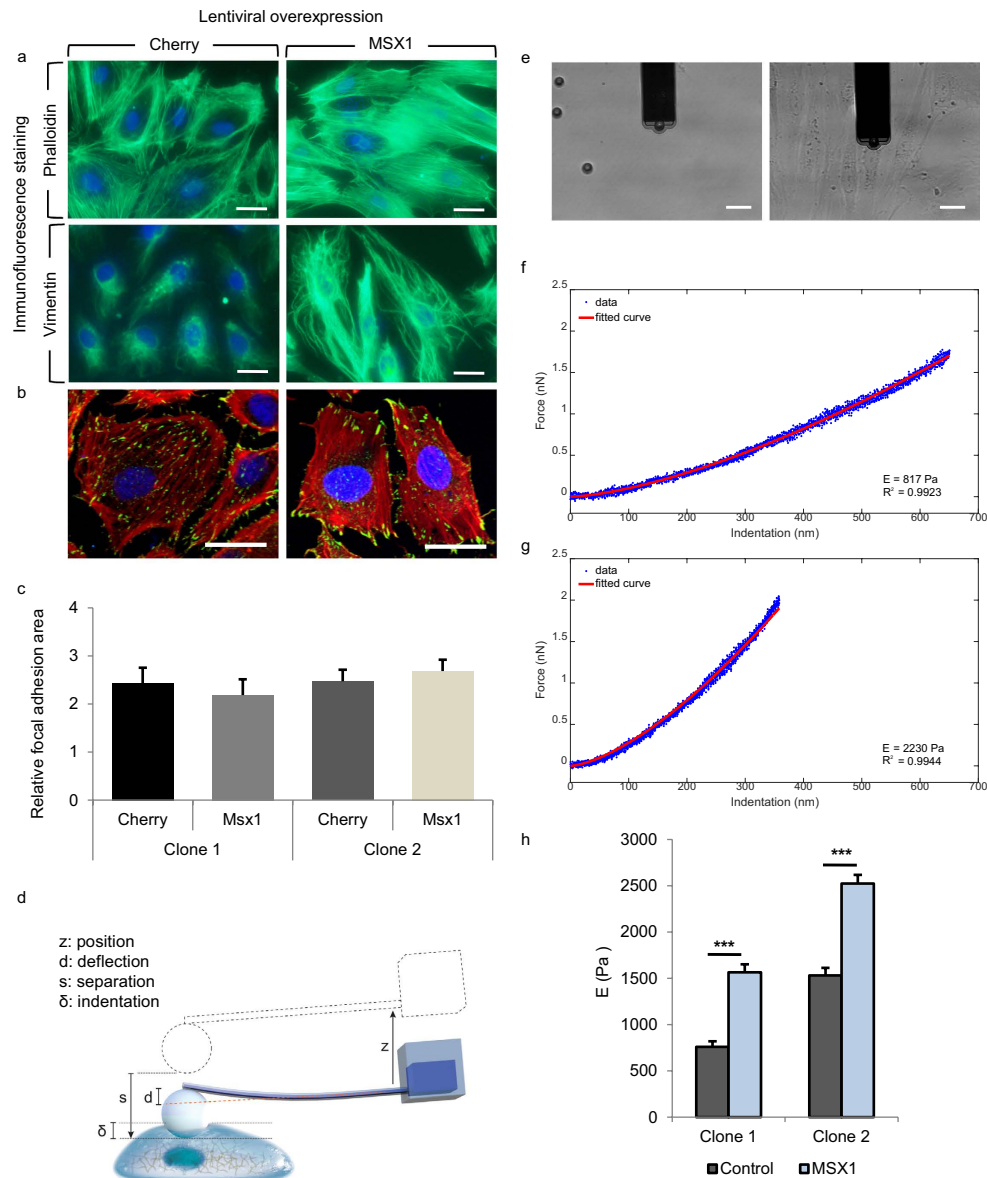 Lentiviral overexpression
Cherry
MSX1
a
Immunofluorescence staining
Phalloidin
Vimentin
b
c
Relative focal adhesion area
4
3
2
1
0
Cherry
Msx1
Cherry
Msx1
Clone 1
Clone 2
d
z: position
d: deflection
s: separation
δ: indentation
z
s
d
δ
e
f
2.5
2
1.5
1
0.5
0
Force (nN)
data
fitted curve
E = 817 Pa
R² = 0.9923
0 100 200 300 400 500 600 700
Indentation (nm)
g
2.5
2
1.5
1
0.5
0
Force (nN)
data
fitted curve
E = 2230 Pa
R² = 0.9944
0 100 200 300 400 500 600 700
Indentation (nm)
h
E (Pa )
3000
2500
2000
1500
1000
500
0
***
***
Clone 1
Clone 2
Control
MSX1